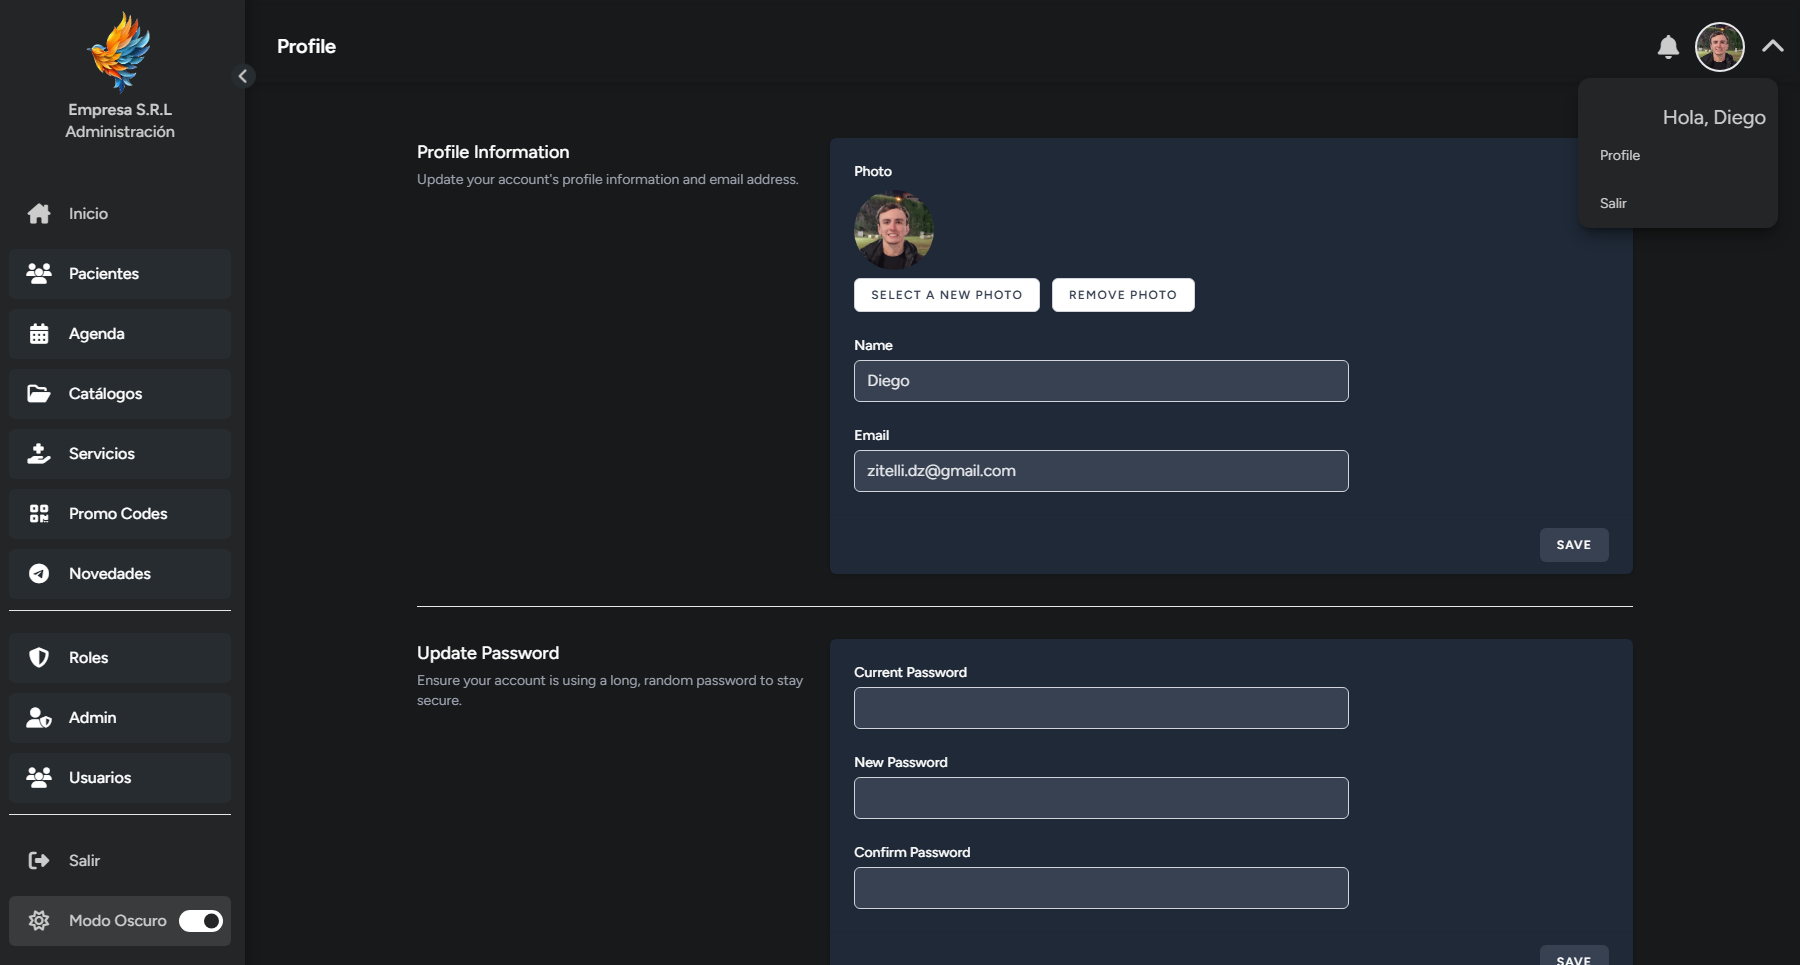 Empresa S.R.L
Administración
Inicio
Pacientes
Agenda
Catálogos
Servicios
Promo Codes
Novedades
Roles
Admin
Usuarios
Salir
Modo Oscuro
Profile
Hola, Diego
Profile
Salir
Profile Information
Update your account's profile information and email address.
Photo
SELECT A NEW PHOTO
REMOVE PHOTO
Name
Diego
Email
zitelli.dz@gmail.com
SAVE
Update Password
Ensure your account is using a long, random password to stay
secure.
Current Password
New Password
Confirm Password
SAVE